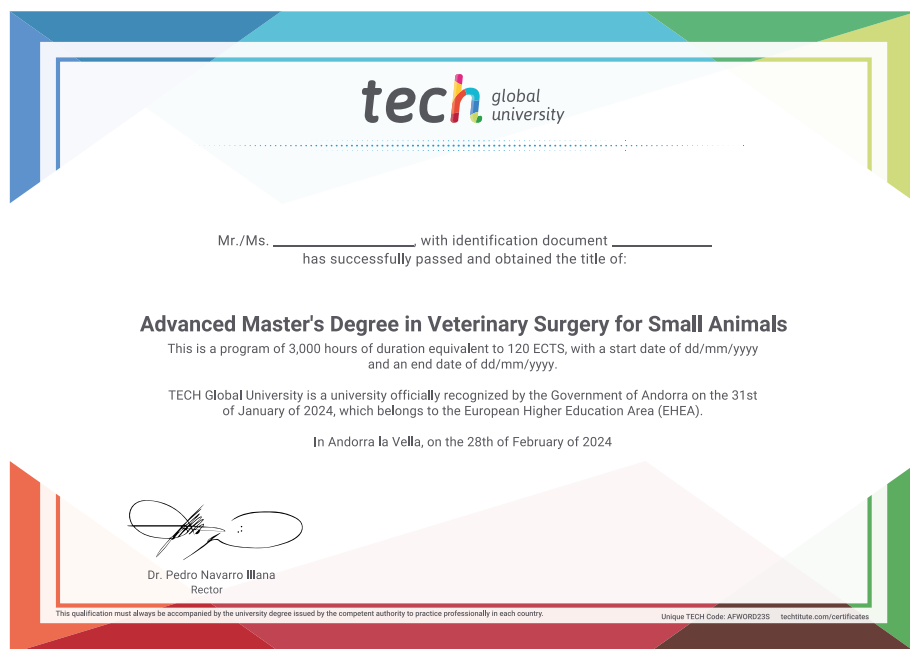 tech global university
Mr./Ms. ____________, with identification document ____________
has successfully passed and obtained the title of:
Advanced Master's Degree in Veterinary Surgery for Small Animals
This is a program of 3,000 hours of duration equivalent to 120 ECTS, with a start date of dd/mm/yyyy
and an end date of dd/mm/yyyy.
TECH Global University is a university officially recognized by the Government of Andorra on the 31st
of January of 2024, which belongs to the European Higher Education Area (EHEA).
In Andorra la Vella, on the 28th of February of 2024
Dr. Pedro Navarro Illana
Rector
This qualification must always be accompanied by the university degree issued by the competent authority to practice professionally in each country.
Unique TECH Code: AFWORD23S techtitute.com/certificates